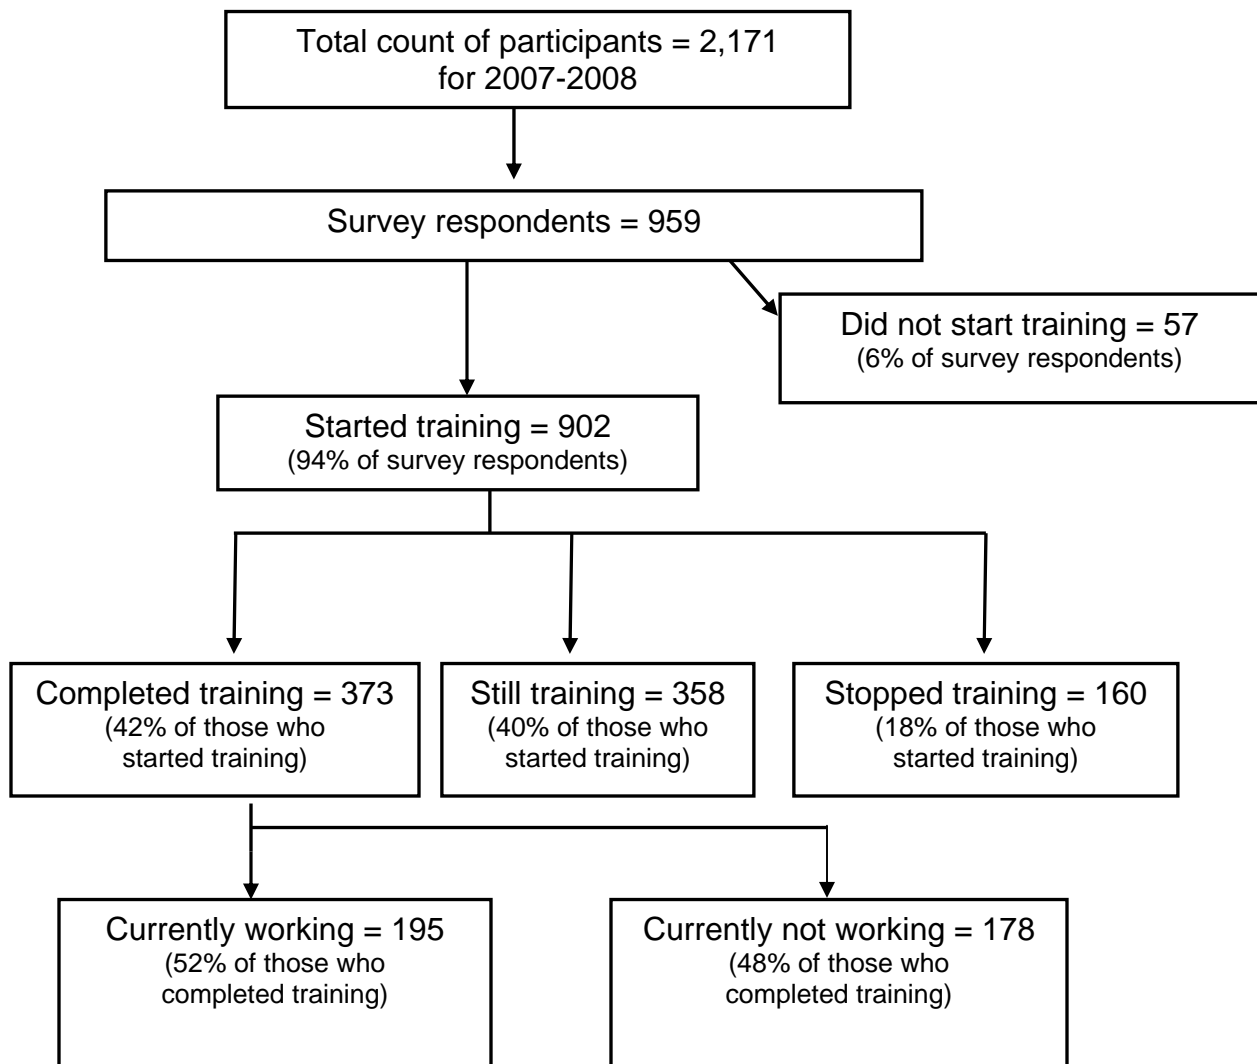 Total count of participants = 2,171
for 2007-2008
Survey respondents = 959
Did not start training = 57
(6% of survey respondents)
Started training = 902
(94% of survey respondents)
Completed training = 373
(42% of those who
started training)
Still training = 358
(40% of those who
started training)
Stopped training = 160
(18% of those who
started training)
Currently working = 195
(52% of those who
completed training)
Currently not working = 178
(48% of those who
completed training)